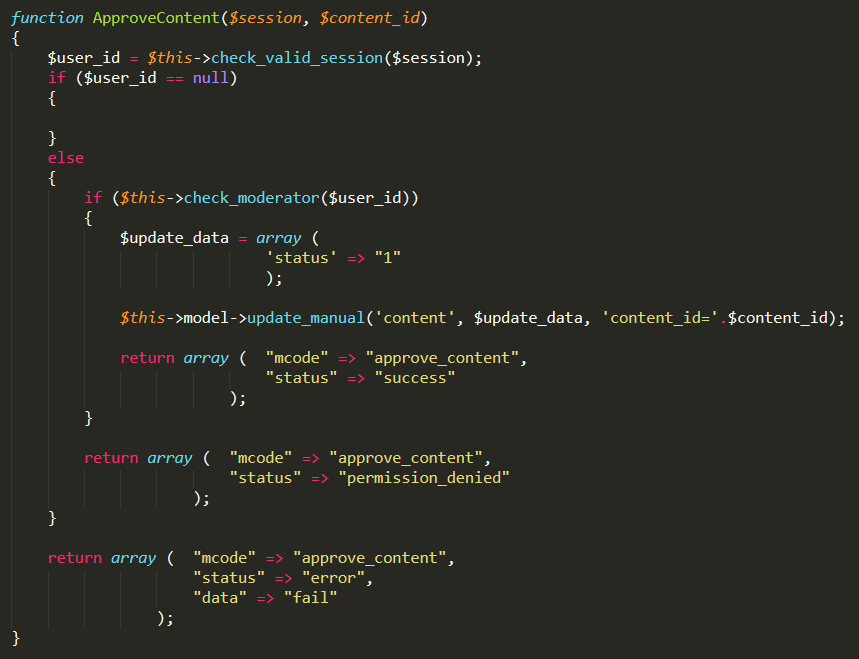 function ApproveContent($session, $content_id)
{
    $user_id = $this->check_valid_session($session);
    if ($user_id == null)
    {

    }
    else
    {
        if ($this->check_moderator($user_id))
        {
            $update_data = array (
                            'status' => "1"
                            );

            $this->model->update_manual('content', $update_data, 'content_id='.$content_id);

            return array (  "mcode" => "approve_content",
                            "status" => "success"
                        );
        }

        return array (  "mcode" => "approve_content",
                        "status" => "permission_denied"
                    );
    }

    return array (  "mcode" => "approve_content",
                    "status" => "error",
                    "data" => "fail"
                );
}